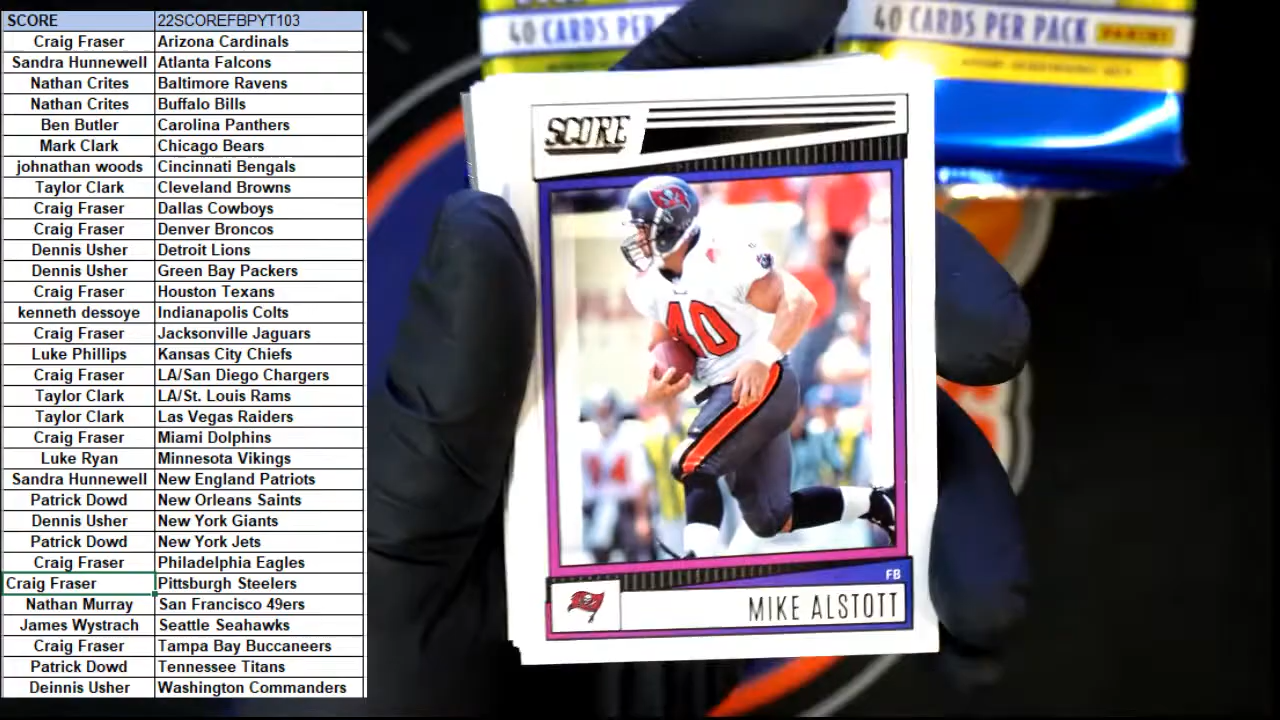 SCORE 22SCOREFBPYT103
Craig Fraser Arizona Cardinals
Sandra Hunnewell Atlanta Falcons
Nathan Crites Baltimore Ravens
Nathan Crites Buffalo Bills
Ben Butler Carolina Panthers
Mark Clark Chicago Bears
johnathan woods Cincinnati Bengals
Taylor Clark Cleveland Browns
Craig Fraser Dallas Cowboys
Craig Fraser Denver Broncos
Dennis Usher Detroit Lions
Dennis Usher Green Bay Packers
Craig Fraser Houston Texans
kenneth dessoye Indianapolis Colts
Craig Fraser Jacksonville Jaguars
Luke Phillips Kansas City Chiefs
Craig Fraser LA/San Diego Chargers
Taylor Clark LA/St. Louis Rams
Taylor Clark Las Vegas Raiders
Craig Fraser Miami Dolphins
Luke Ryan Minnesota Vikings
Sandra Hunnewell New England Patriots
Patrick Dowd New Orleans Saints
Dennis Usher New York Giants
Patrick Dowd New York Jets
Craig Fraser Philadelphia Eagles
Craig Fraser Pittsburgh Steelers
Nathan Murray San Francisco 49ers
James Wystrach Seattle Seahawks
Craig Fraser Tampa Bay Buccaneers
Patrick Dowd Tennessee Titans
Deinnis Usher Washington Commanders
40 CARDS PER
40 CARDS PER PACK PANINI
SCORE
40
FB
MIKE ALSTOTT